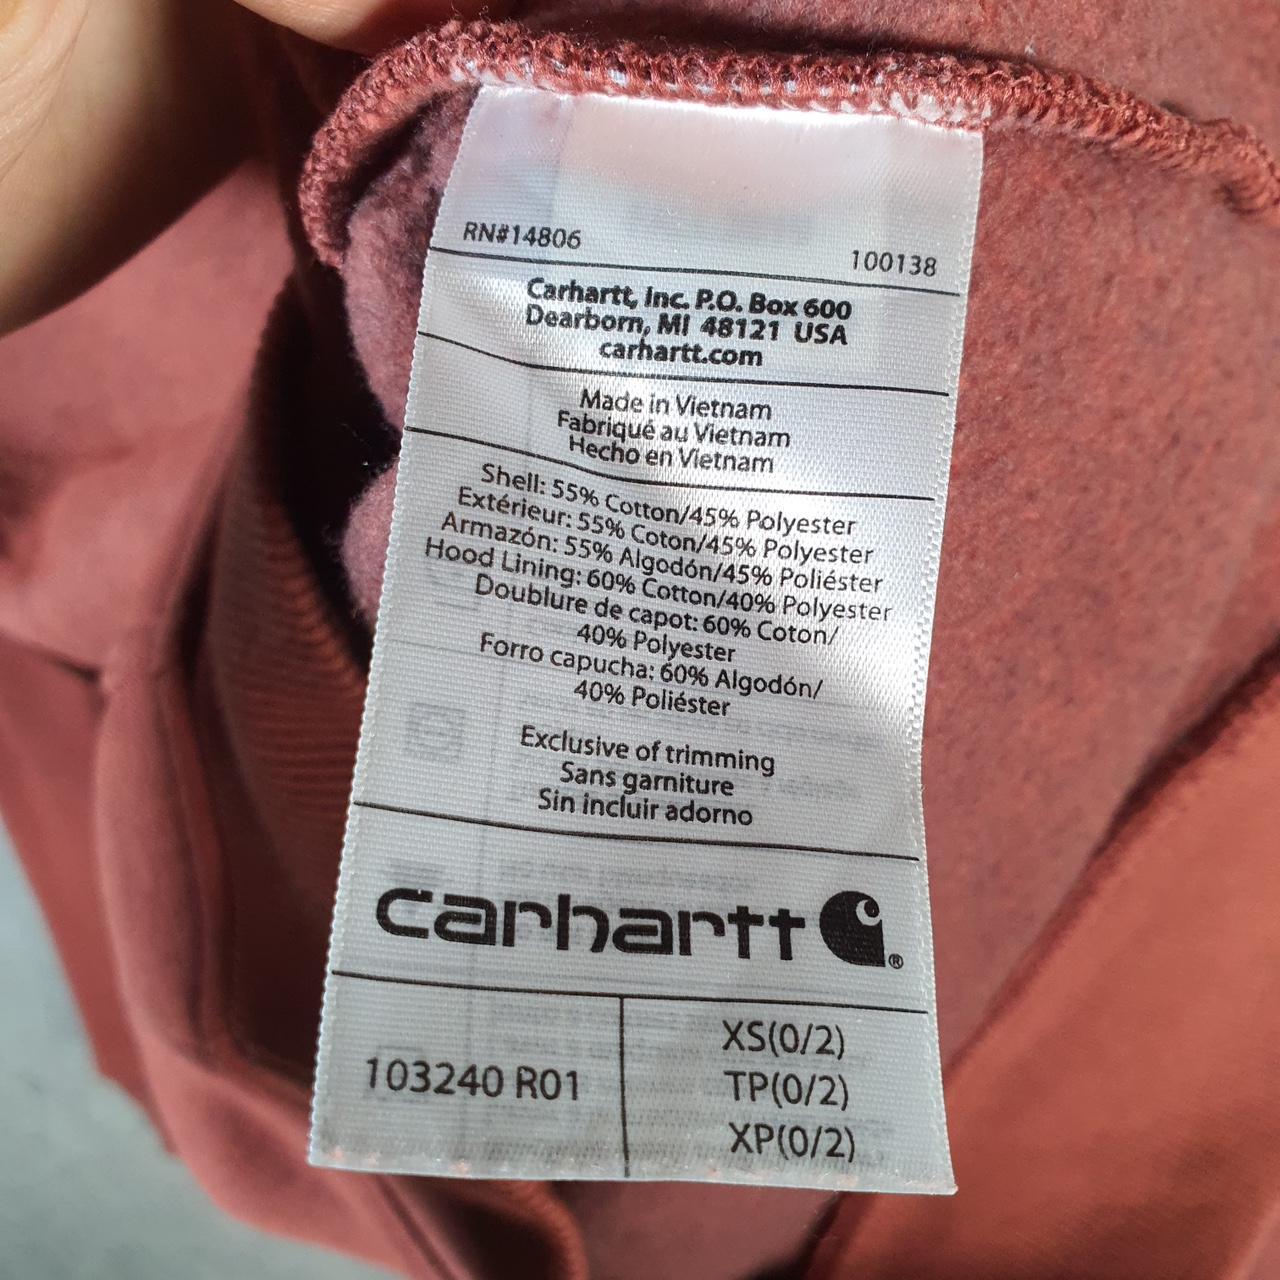 RN#14806
100138
Carhartt, Inc. P.O. Box 600
Dearborn, MI 48121 USA
carhartt.com
Made in Vietnam
Fabriqué au Vietnam
Hecho en Vietnam
Shell: 55% Cotton/45% Polyester
Extérieur: 55% Coton/45% Polyester
Armazón: 55% Algodón/45% Poliéster
Hood Lining: 60% Cotton/40% Polyester
Doublure de capot: 60% Coton/
40% Polyester
Forro capucha: 60% Algodón/
40% Poliéster
Exclusive of trimming
Sans garniture
Sin incluir adorno
carhartt ®
103240 R01
XS(0/2)
TP(0/2)
XP(0/2)